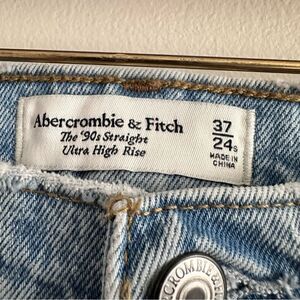 Abercrombie & Fitch
The '90s Straight
Ultra High Rise
37
24s
MADE IN
CHINA